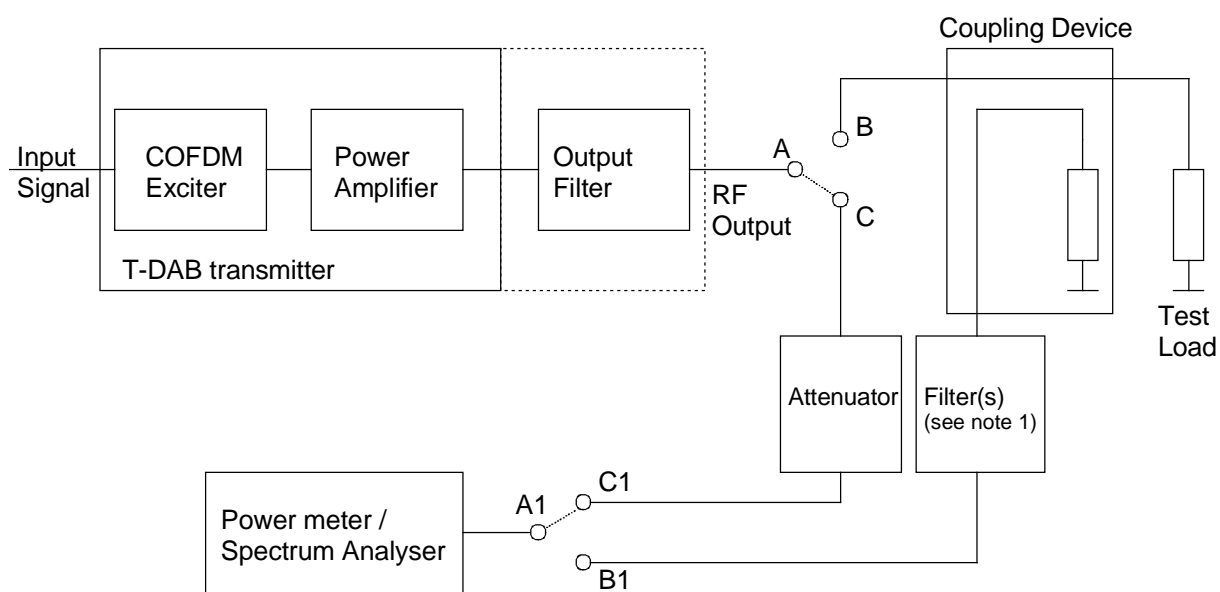 Coupling Device
Input
Signal
COFDM
Exciter
Power
Amplifier
T-DAB transmitter
Output
Filter
RF
Output
A
B
C
Test
Load
Attenuator
Filter(s)
(see note 1)
Power meter /
Spectrum Analyser
A1
C1
B1